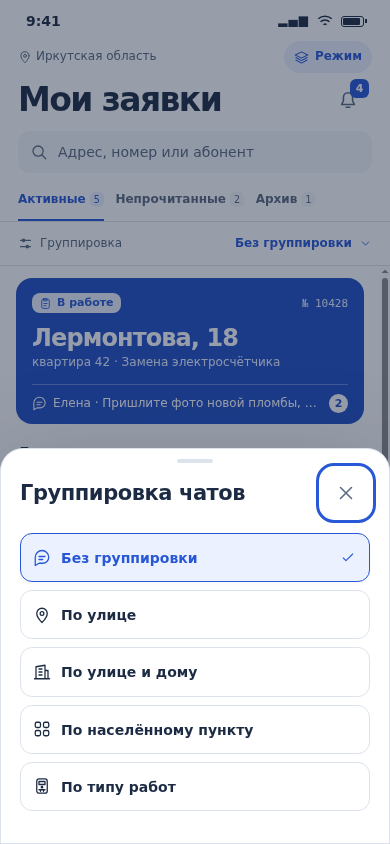 9:41
Иркутская область
Режим
Мои заявки
4
Адрес, номер или абонент
Активные 5
Непрочитанные 2
Архив 1
Группировка
Без группировки
В работе
№ 10428
Лермонтова, 18
квартира 42 · Замена электросчётчика
Елена · Пришлите фото новой пломбы, ...
2
Группировка чатов
Без группировки
По улице
По улице и дому
По населённому пункту
По типу работ